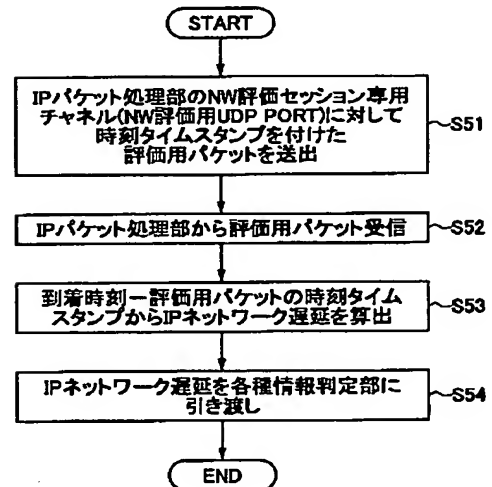 START
IPパケット処理部のNW評価セッション専用
チャネル(NW評価用UDP PORT)に対して
時刻タイムスタンプを付けた
評価用パケットを送出
~S51
IPパケット処理部から評価用パケット受信
~S52
到着時刻ー評価用パケットの時刻タイム
スタンプからIPネットワーク遅延を算出
~S53
IPネットワーク遅延を各種情報判定部に
引き渡し
~S54
END